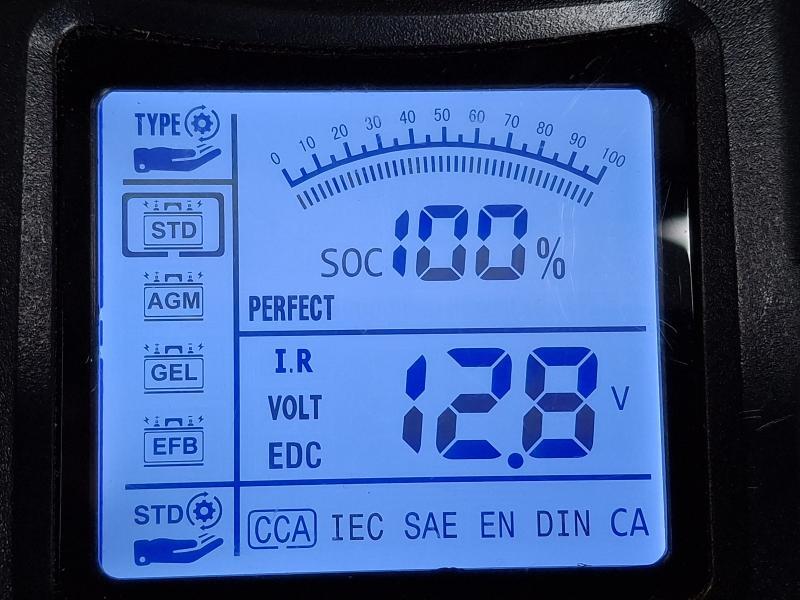 TYPE
0 10 20 30 40 50 60 70 80 90 100
STD
SOC 100 %
AGM
PERFECT
GEL
I.R
VOLT
12.8 V
EFB
EDC
STD
CCA IEC SAE EN DIN CA